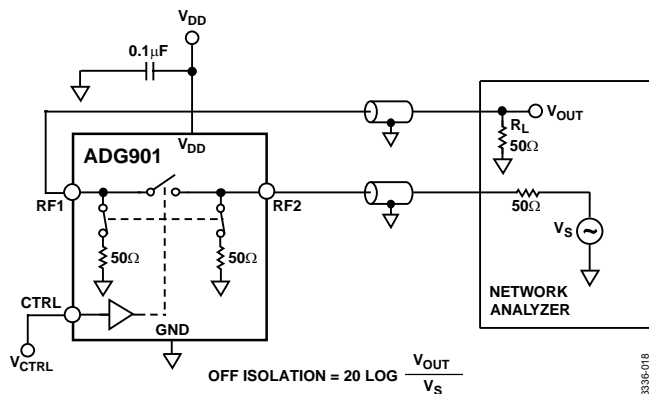 VDD
0.1μF
VDD
ADG901
RF1
RF2
50Ω
50Ω
CTRL
VCTRL
GND
VOUT
RL
50Ω
50Ω
VS
NETWORK
ANALYZER
OFF ISOLATION = 20 LOG VOUT
VS
3336-018